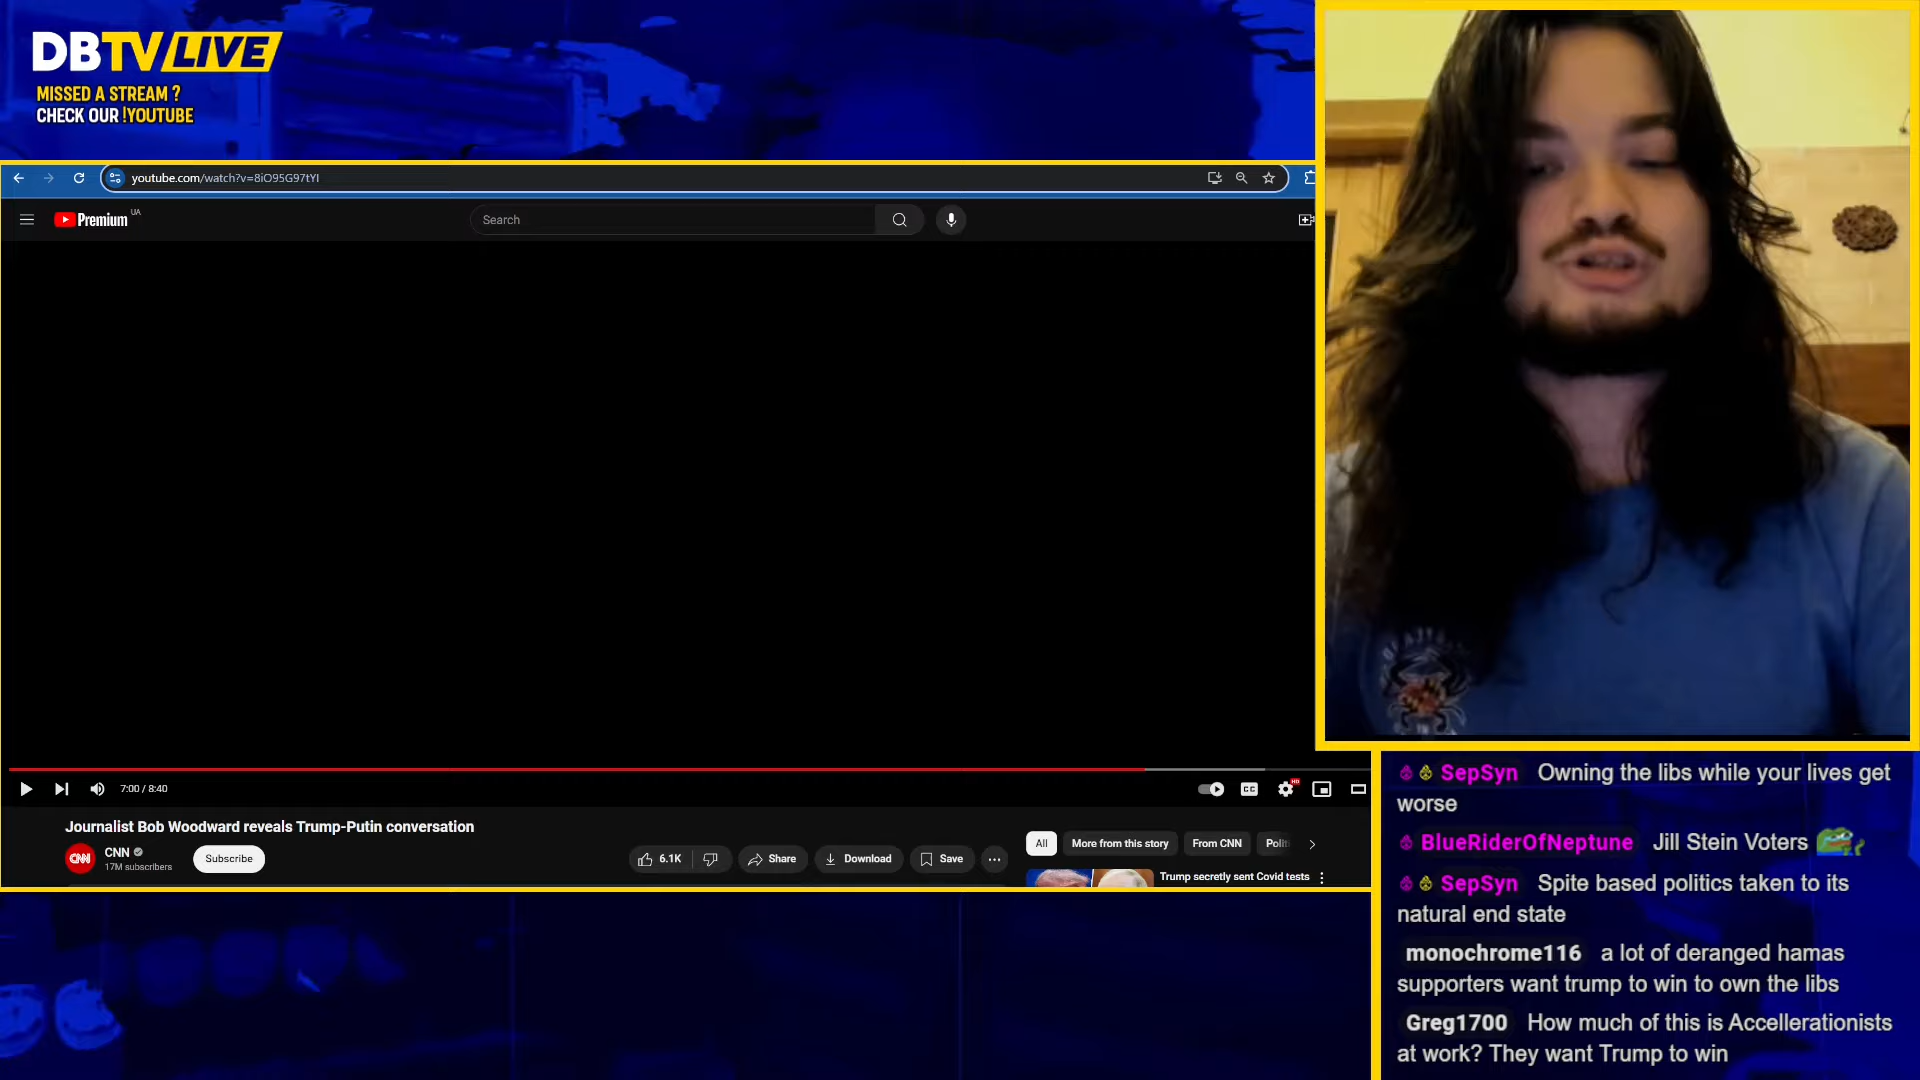 DBTV/LIVE
MISSED A STREAM ?
CHECK OUR !YOUTUBE
youtube.com/watch?v=8iO95G97tYI
Premium UA
Search
7:00 / 8:40
CC
HD
Journalist Bob Woodward reveals Trump-Putin conversation
CNN
CNN
17M subscribers
Subscribe
6.1K
Share
Download
Save
All
More from this story
From CNN
Trump secretly sent Covid tests
SepSyn Owning the libs while your lives get
worse
BlueRiderOfNeptune Jill Stein Voters
SepSyn Spite based politics taken to its
natural end state
monochrome116 a lot of deranged hamas
supporters want trump to win to own the libs
Greg1700 How much of this is Accellerationists
at work? They want Trump to win